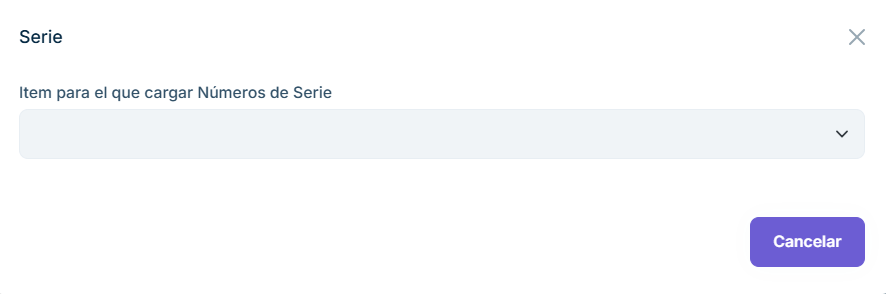 Serie
Item para el que cargar Números de Serie
Cancelar